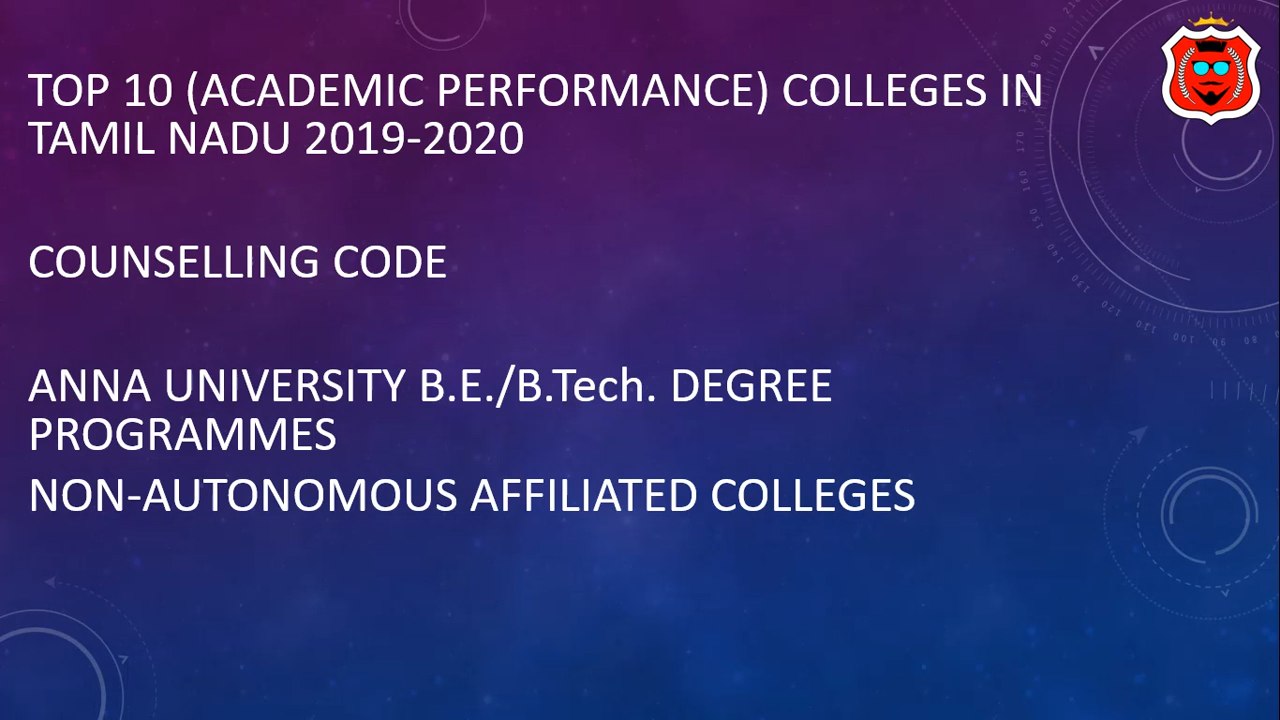 TOP 10 (ACADEMIC PERFORMANCE) COLLEGES IN
TAMIL NADU 2019-2020
COUNSELLING CODE
ANNA UNIVERSITY B.E./B.Tech. DEGREE
PROGRAMMES
NON-AUTONOMOUS AFFILIATED COLLEGES